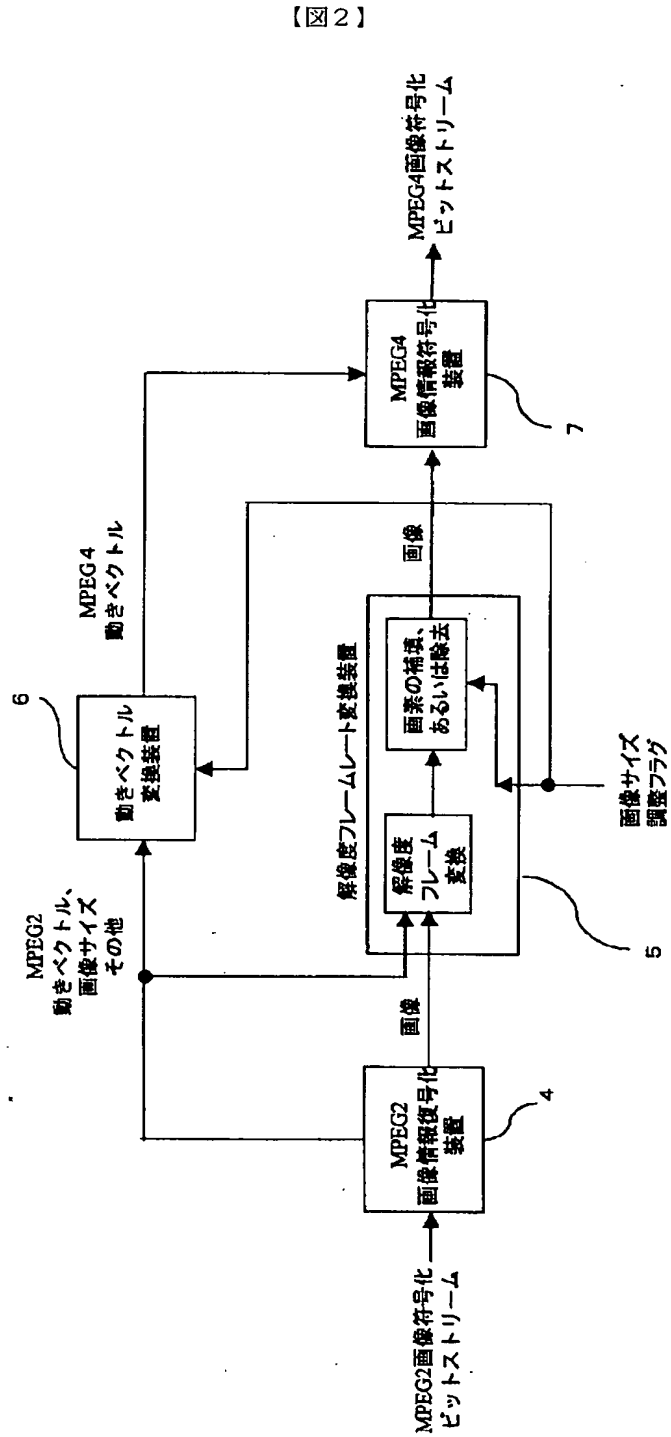 【図2】
MPEG2画像符号化
ビットストリーム
MPEG2
画像情報復号化
装置
4
画像
MPEG2
動きベクトル、
画像サイズ
その他
動きベクトル
変換装置
6
MPEG4
動きベクトル
解像度フレームレート変換装置
解像度
フレーム
変換
画素の補填、
あるいは除去
5
画像サイズ
調整フラグ
画像
MPEG4
画像情報符号化
装置
7
MPEG4画像符号化
ビットストリーム